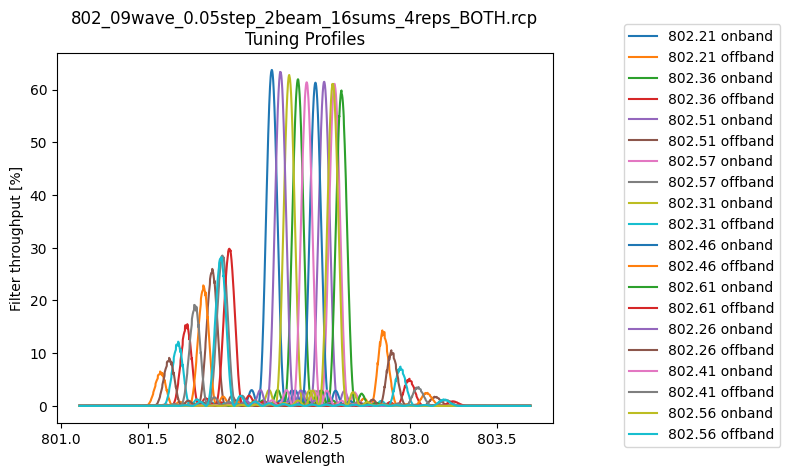 802_09wave_0.05step_2beam_16sums_4reps_BOTH.rcp
Tuning Profiles
Filter throughput [%]
60
50
40
30
20
10
0
801.0 801.5 802.0 802.5 803.0 803.5
wavelength
802.21 onband
802.21 offband
802.36 onband
802.36 offband
802.51 onband
802.51 offband
802.57 onband
802.57 offband
802.31 onband
802.31 offband
802.46 onband
802.46 offband
802.61 onband
802.61 offband
802.26 onband
802.26 offband
802.41 onband
802.41 offband
802.56 onband
802.56 offband